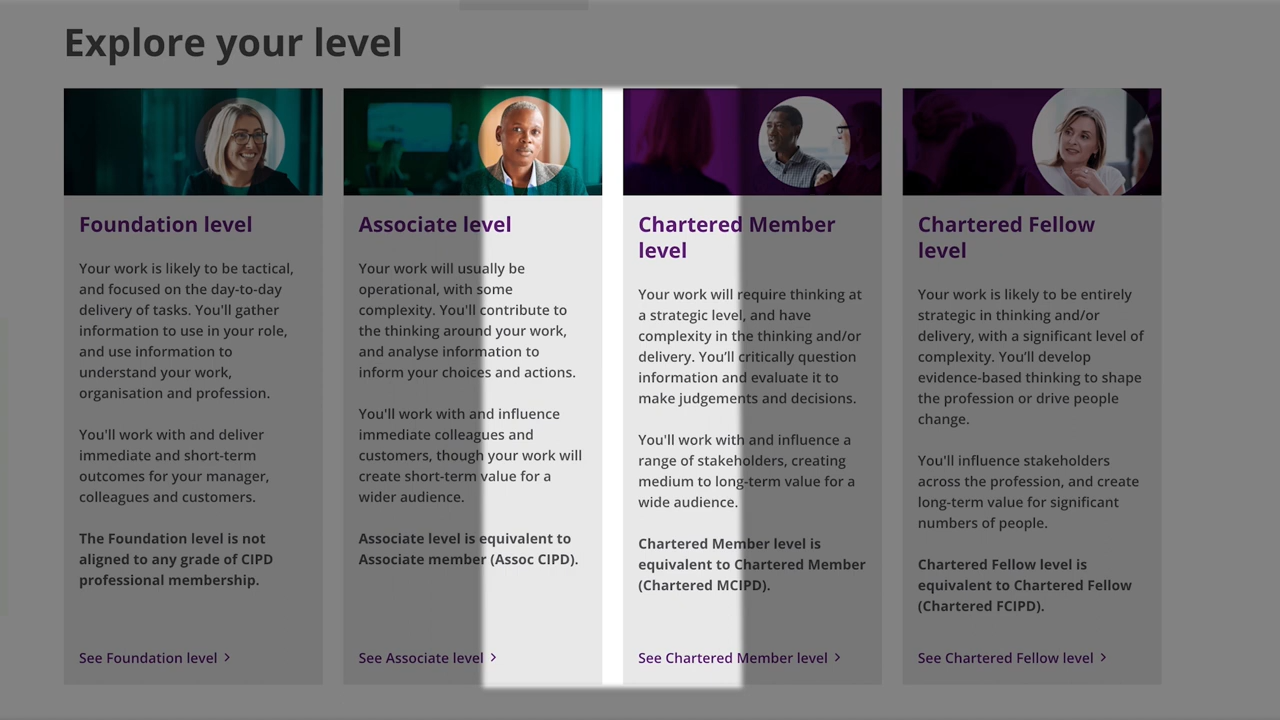 Explore your level
Foundation level
Your work is likely to be tactical,
and focused on the day-to-day
delivery of tasks. You'll gather
information to use in your role,
and use information to
understand your work,
organisation and profession.
You'll work with and deliver
immediate and short-term
outcomes for your manager,
colleagues and customers.
The Foundation level is not
aligned to any grade of CIPD
professional membership.
See Foundation level
Associate level
Your work will usually be
operational, with some
complexity. You'll contribute to
the thinking around your work,
and analyse information to
inform your choices and actions.
You'll work with and influence
immediate colleagues and
customers, though your work will
create short-term value for a
wider audience.
Associate level is equivalent to
Associate member (Assoc CIPD).
See Associate level
Chartered Member
level
Your work will require thinking at
a strategic level, and have
complexity in the thinking and/or
delivery. You’ll critically question
information and evaluate it to
make judgements and decisions.
You'll work with and influence a
range of stakeholders, creating
medium to long-term value for a
wide audience.
Chartered Member level is
equivalent to Chartered Member
(Chartered MCIPD).
See Chartered Member level
Chartered Fellow
level
Your work is likely to be entirely
strategic in thinking and/or
delivery, with a significant level of
complexity. You’ll develop
evidence-based thinking to shape
the profession or drive people
change.
You'll influence stakeholders
across the profession, and create
long-term value for significant
numbers of people.
Chartered Fellow level is
equivalent to Chartered Fellow
(Chartered FCIPD).
See Chartered Fellow level